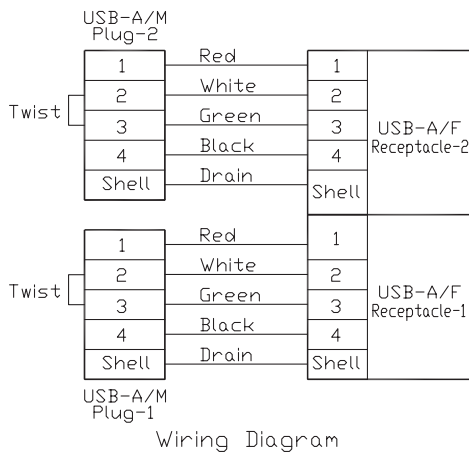 USB-A/M
Plug-2
1 Red 1
2 White 2
Twist
3 Green 3
USB-A/F
Receptacle-2
4 Black 4
Shell Drain Shell
1 Red 1
2 White 2
Twist
3 Green 3
USB-A/F
Receptacle-1
4 Black 4
Shell Drain Shell
USB-A/M
Plug-1
Wiring Diagram